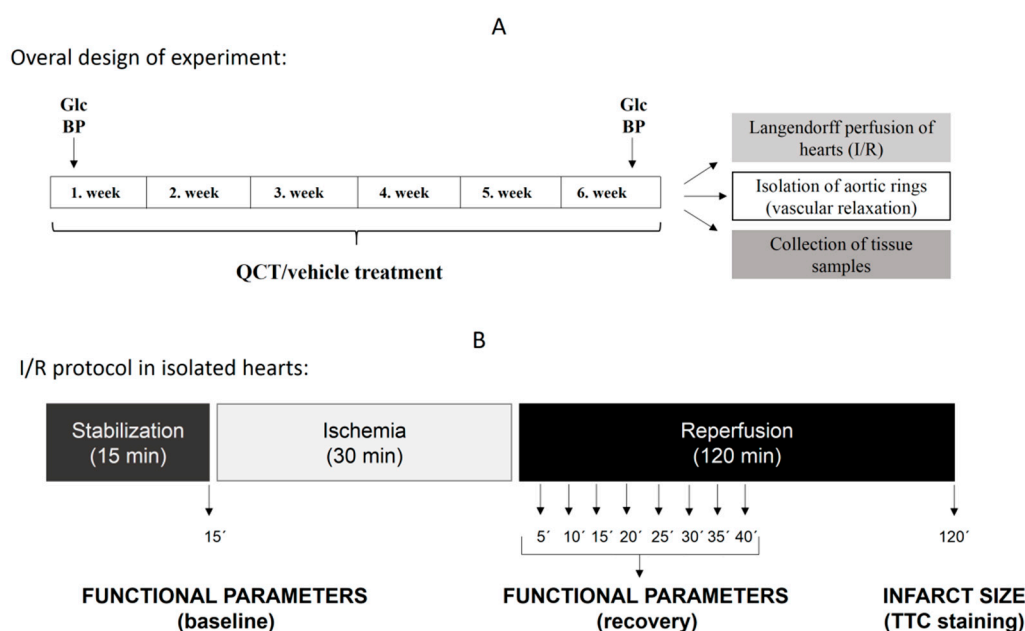 A
Overal design of experiment:
Glc
BP
Glc
BP
1. week
2. week
3. week
4. week
5. week
6. week
QCT/vehicle treatment
Langendorff perfusion of
hearts (I/R)
Isolation of aortic rings
(vascular relaxation)
Collection of tissue
samples
B
I/R protocol in isolated hearts:
Stabilization
(15 min)
Ischemia
(30 min)
Reperfusion
(120 min)
15´
5´
10´
15´
20´
25´
30´
35´
40´
120´
FUNCTIONAL PARAMETERS
(baseline)
FUNCTIONAL PARAMETERS
(recovery)
INFARCT SIZE
(TTC staining)